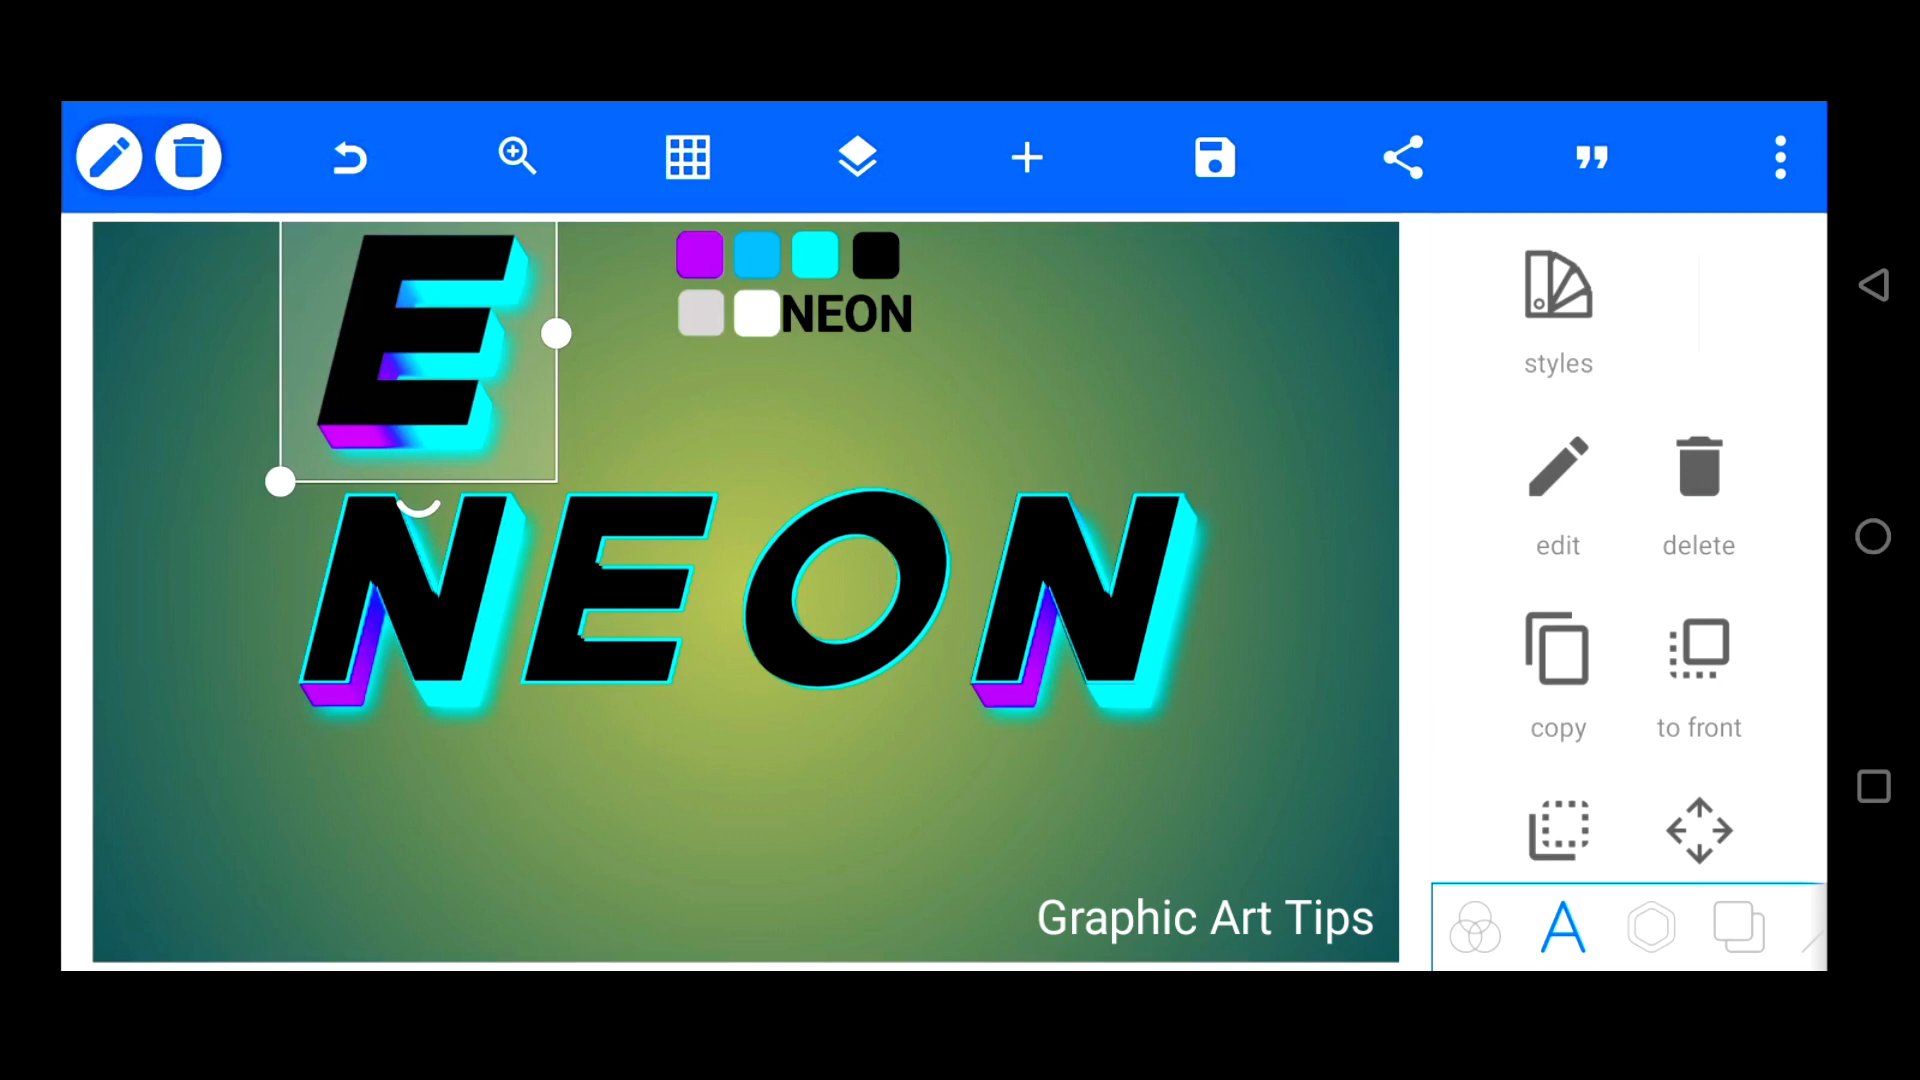 E
NEON
NEON
Graphic Art Tips
styles
edit
delete
copy
to front
A